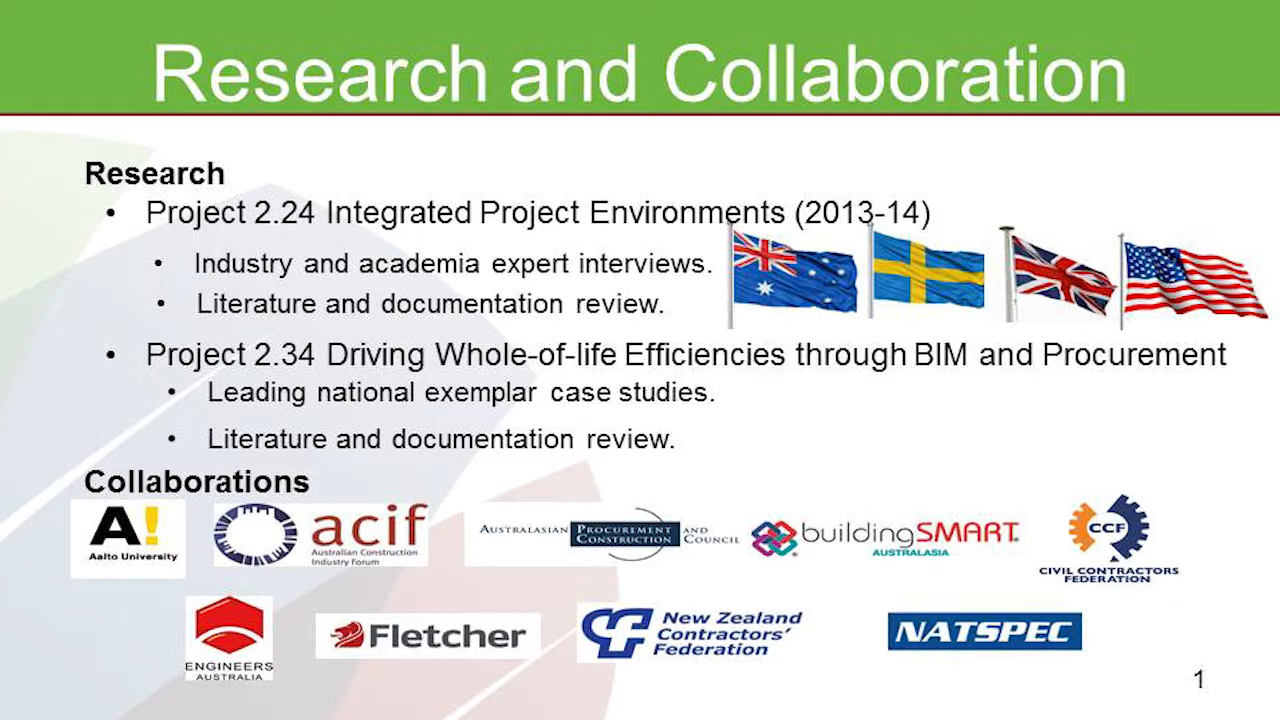 Research and Collaboration
Research
• Project 2.24 Integrated Project Environments (2013-14)
• Industry and academia expert interviews.
• Literature and documentation review.
• Project 2.34 Driving Whole-of-life Efficiencies through BIM and Procurement
• Leading national exemplar case studies.
• Literature and documentation review.
Collaborations
A!
Aalto University
acif
Australian Construction
Industry Forum
AUSTRALASIAN PROCUREMENT AND
CONSTRUCTION COUNCIL
buildingSMART
AUSTRALASIA
CCF
CIVIL CONTRACTORS
FEDERATION
ENGINEERS
AUSTRALIA
Fletcher
New Zealand
Contractors'
Federation
NATSPEC
1